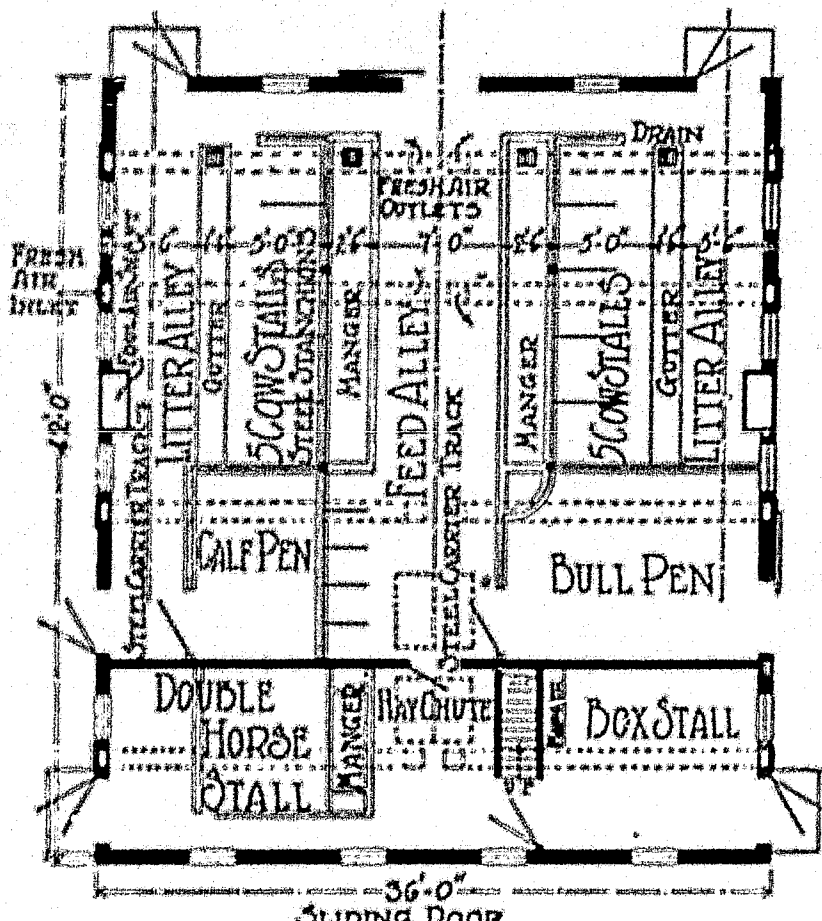 DRAIN
FRESH AIR
OUTLETS
5'-6"
1'6
5'-0"
2'6
7'-0"
2'6
5'-0"
1'6
5'-6"
FRESH
AIR
INLET
LITTER ALLEY
GUTTER
5 COW STALLS
STEEL STANCHIONS
MANGER
FEED ALLEY
MANGER
5 COW STALLS
GUTTER
LITTER ALLEY
42'-0"
STEEL CARRIER TRACK
STEEL CARRIER TRACK
CALF PEN
BULL PEN
DOUBLE
HORSE
STALL
MANGER
HAY CHUTE
UP
BOX STALL
36'-0"
SLIDING DOOR